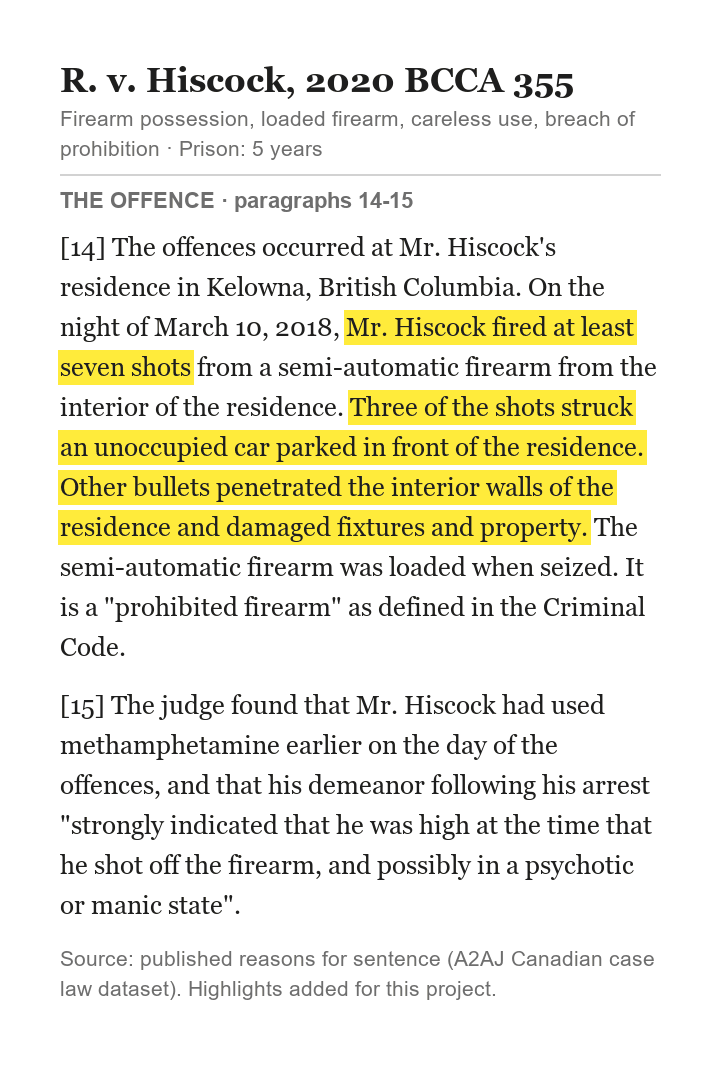 R. v. Hiscock, 2020 BCCA 355
Firearm possession, loaded firearm, careless use, breach of
prohibition · Prison: 5 years
THE OFFENCE · paragraphs 14-15
[14] The offences occurred at Mr. Hiscock's
residence in Kelowna, British Columbia. On the
night of March 10, 2018, Mr. Hiscock fired at least
seven shots from a semi-automatic firearm from the
interior of the residence. Three of the shots struck
an unoccupied car parked in front of the residence.
Other bullets penetrated the interior walls of the
residence and damaged fixtures and property. The
semi-automatic firearm was loaded when seized. It
is a "prohibited firearm" as defined in the Criminal
Code.
[15] The judge found that Mr. Hiscock had used
methamphetamine earlier on the day of the
offences, and that his demeanor following his arrest
"strongly indicated that he was high at the time that
he shot off the firearm, and possibly in a psychotic
or manic state".
Source: published reasons for sentence (A2AJ Canadian case
law dataset). Highlights added for this project.